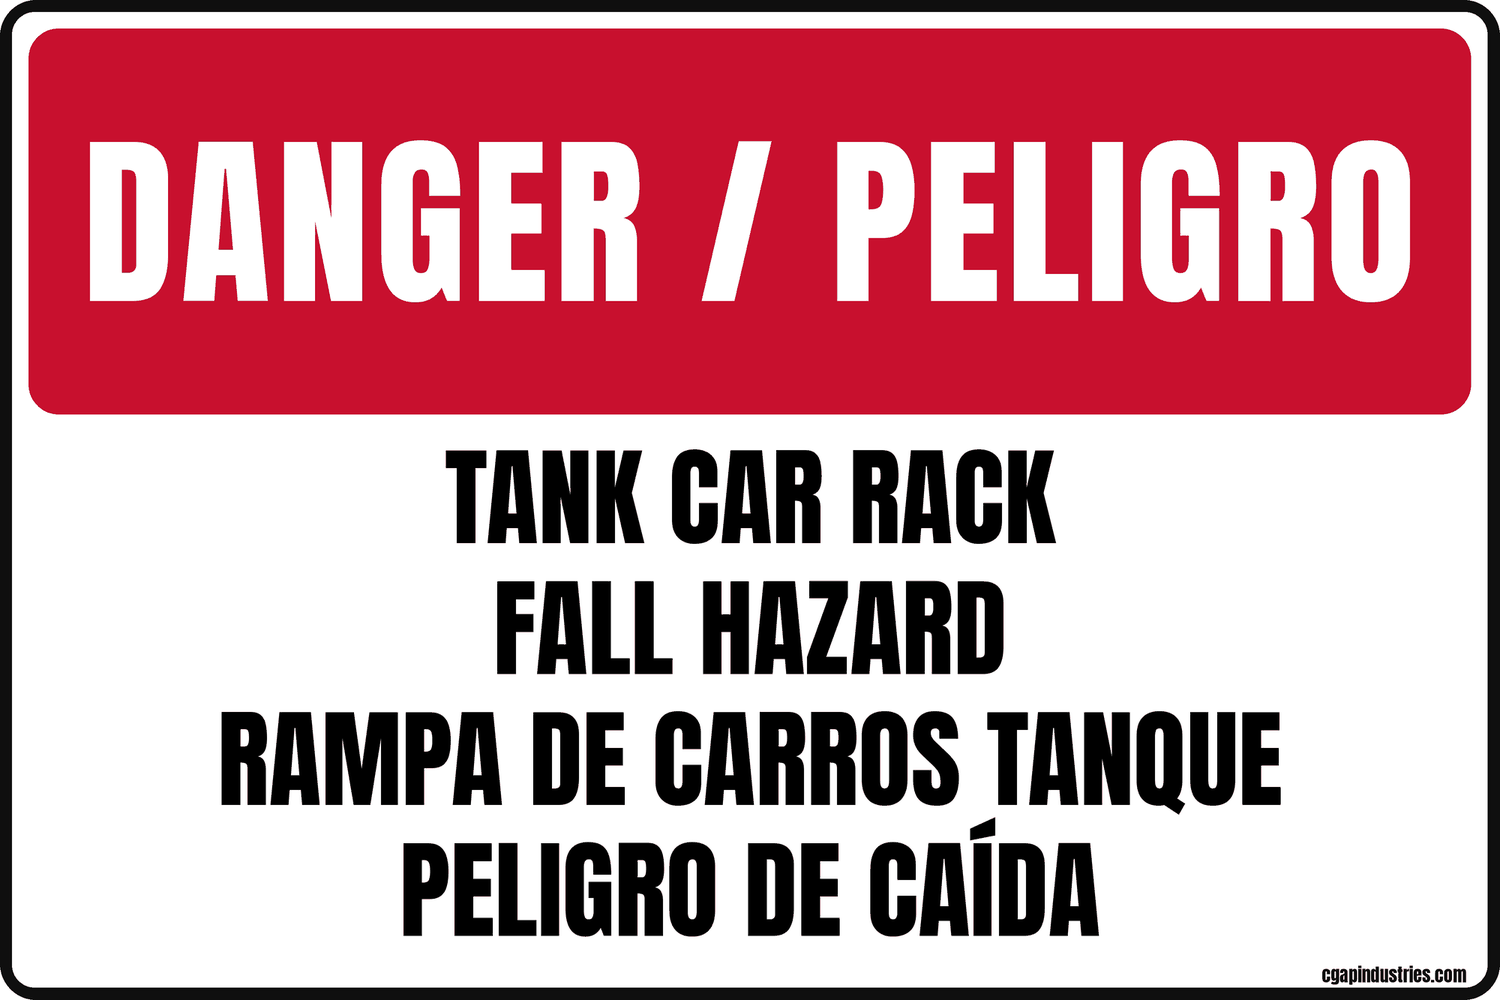 DANGER / PELIGRO
TANK CAR RACK
FALL HAZARD
RAMPA DE CARROS TANQUE
PELIGRO DE CAÍDA
cgapindustries.com